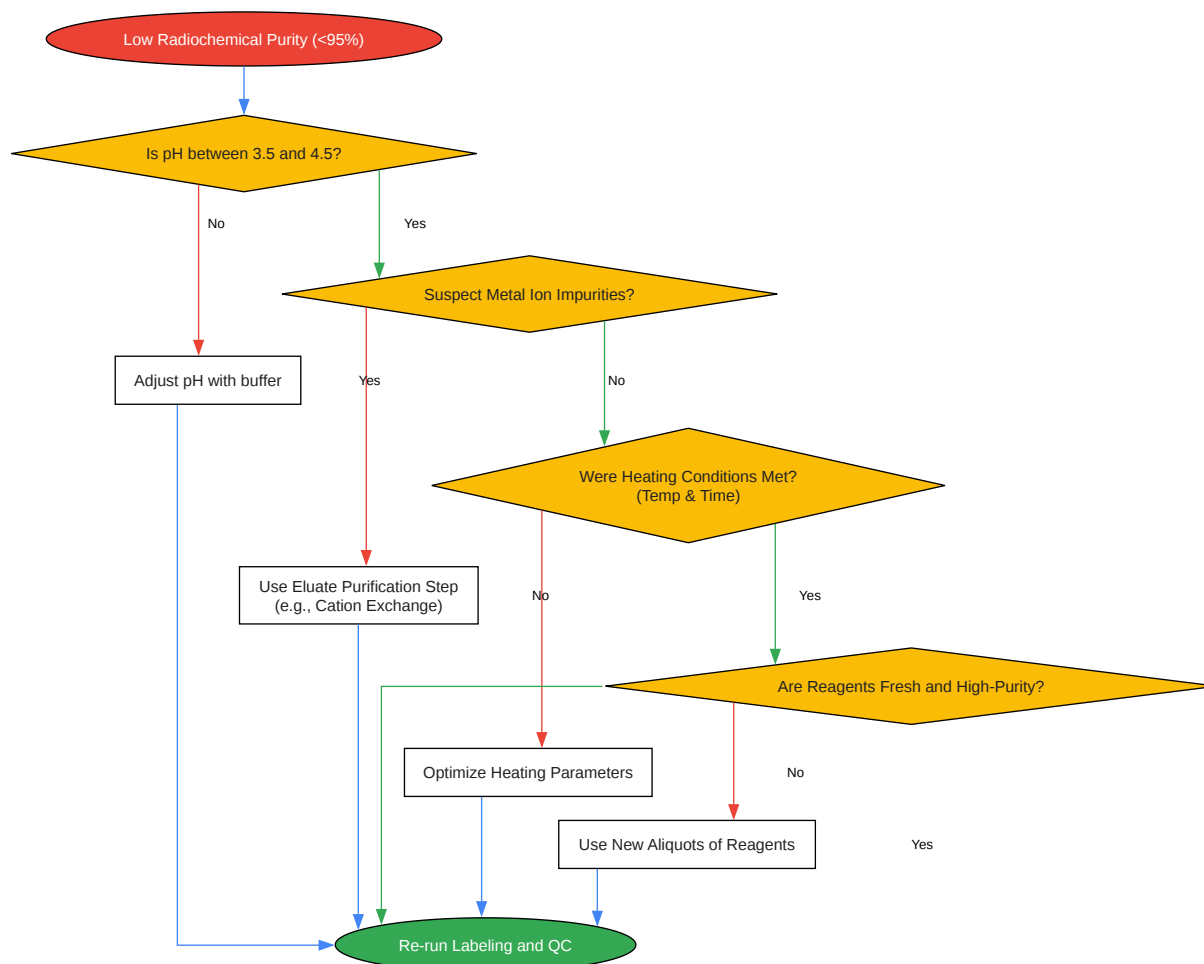 Low Radiochemical Purity (<95%)
Is pH between 3.5 and 4.5?
No
Yes
Suspect Metal Ion Impurities?
Adjust pH with buffer
Yes
No
Were Heating Conditions Met?
(Temp & Time)
Use Eluate Purification Step
(e.g., Cation Exchange)
No
Yes
Are Reagents Fresh and High-Purity?
Optimize Heating Parameters
No
Use New Aliquots of Reagents
Yes
Re-run Labeling and QC